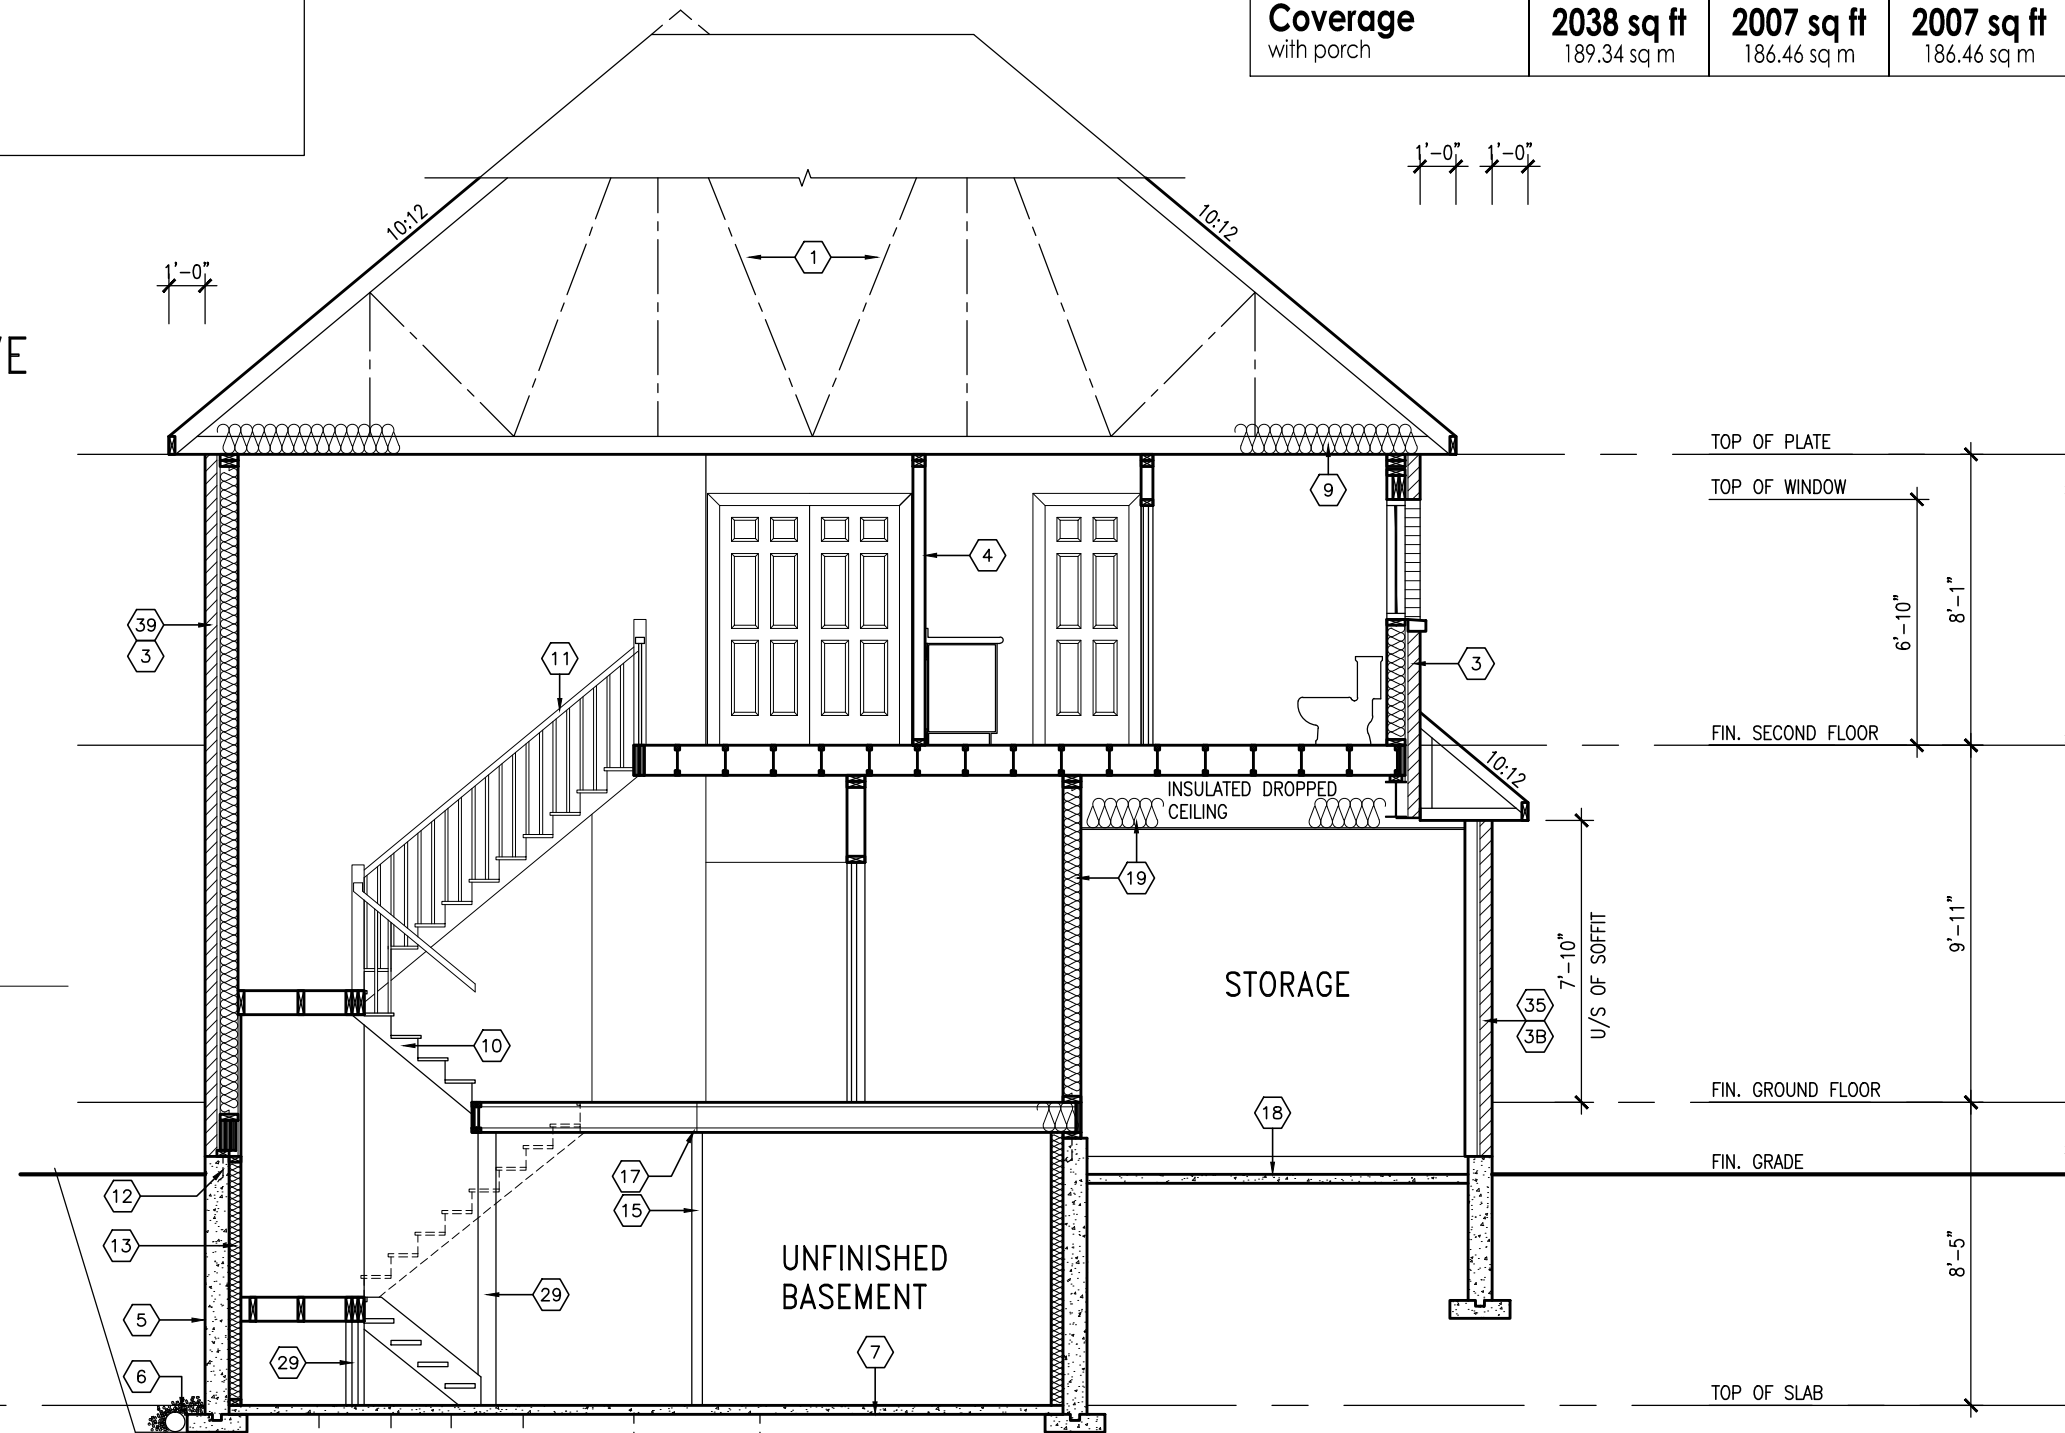 Coverage 2038 sq ft 2007 sq ft 2007 sq ft
with porch 189.34 sq m 186.46 sq m 186.46 sq m
1'-0" 1'-0"
10:12 10:12
1'-0"
1
TOP OF PLATE
TOP OF WINDOW
9
4
39
3
11
3
6'-10"
8'-1"
FIN. SECOND FLOOR
10:12
INSULATED DROPPED
CEILING
19
STORAGE
7'-10"
U/S OF SOFFIT
9'-11"
35
3B
10
FIN. GROUND FLOOR
18
FIN. GRADE
12
17
15
13
UNFINISHED
BASEMENT
8'-5"
29
5
7
29
6
TOP OF SLAB